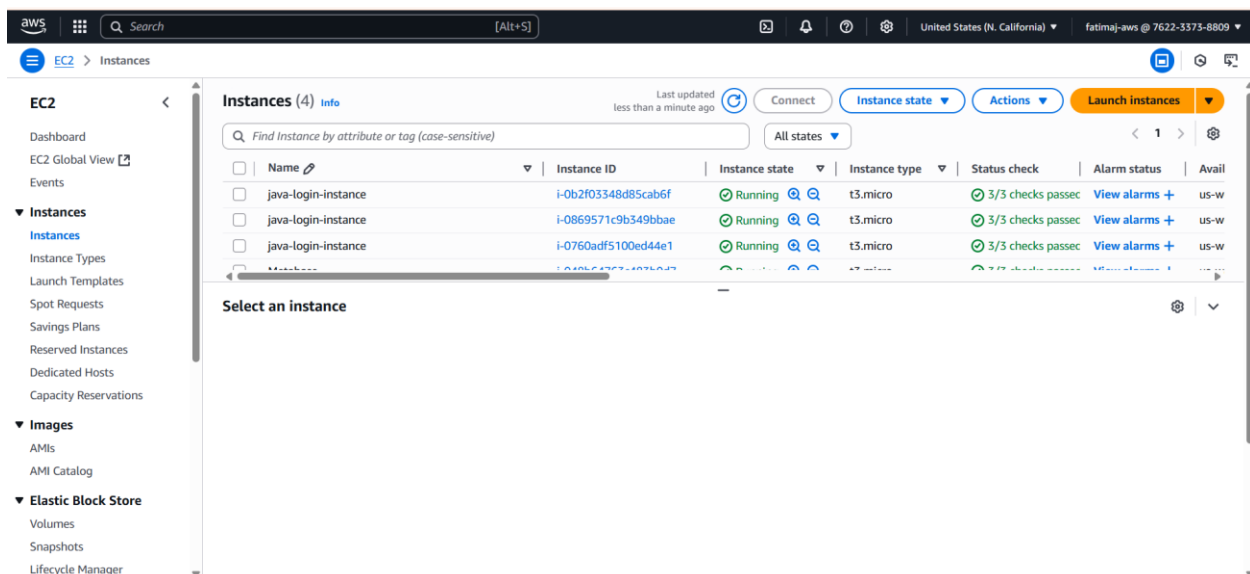 aws Search [Alt+S] United States (N. California) fatimaj-aws @ 7622-3373-8809
EC2 > Instances
EC2
Dashboard
EC2 Global View
Events
Instances
Instances
Instance Types
Launch Templates
Spot Requests
Savings Plans
Reserved Instances
Dedicated Hosts
Capacity Reservations
Images
AMIs
AMI Catalog
Elastic Block Store
Volumes
Snapshots
Lifecycle Manager
Instances (4) Info
Last updated
less than a minute ago
Connect Instance state Actions Launch instances
Find Instance by attribute or tag (case-sensitive) All states 1
Name Instance ID Instance state Instance type Status check Alarm status Avail
java-login-instance i-0b2f03348d85cab6f Running t3.micro 3/3 checks passec View alarms + us-w
java-login-instance i-0869571c9b349bbae Running t3.micro 3/3 checks passec View alarms + us-w
java-login-instance i-0760adf5100ed44e1 Running t3.micro 3/3 checks passec View alarms + us-w
Select an instance